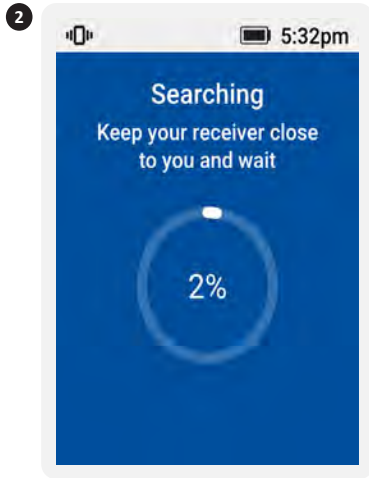 2
5:32pm
Searching
Keep your receiver close
to you and wait
2%